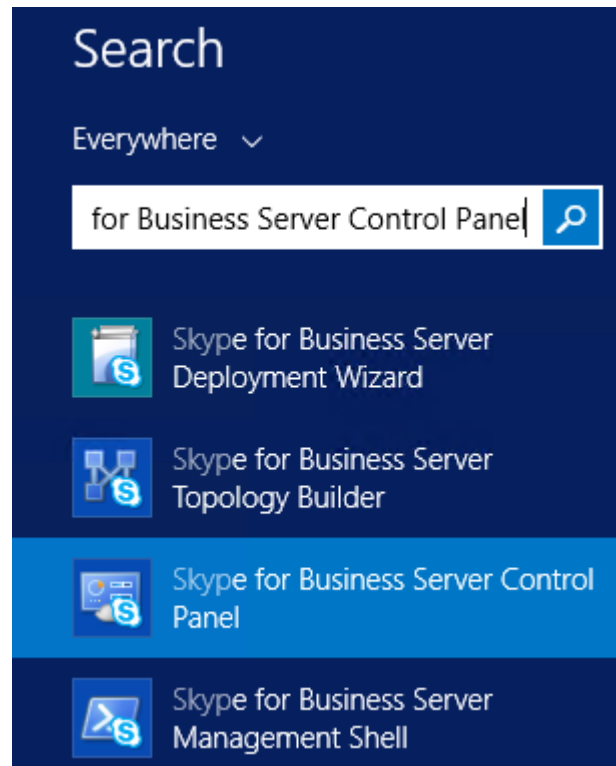 Search
Everywhere
for Business Server Control Panel
Skype for Business Server
Deployment Wizard
Skype for Business Server
Topology Builder
Skype for Business Server Control
Panel
Skype for Business Server
Management Shell